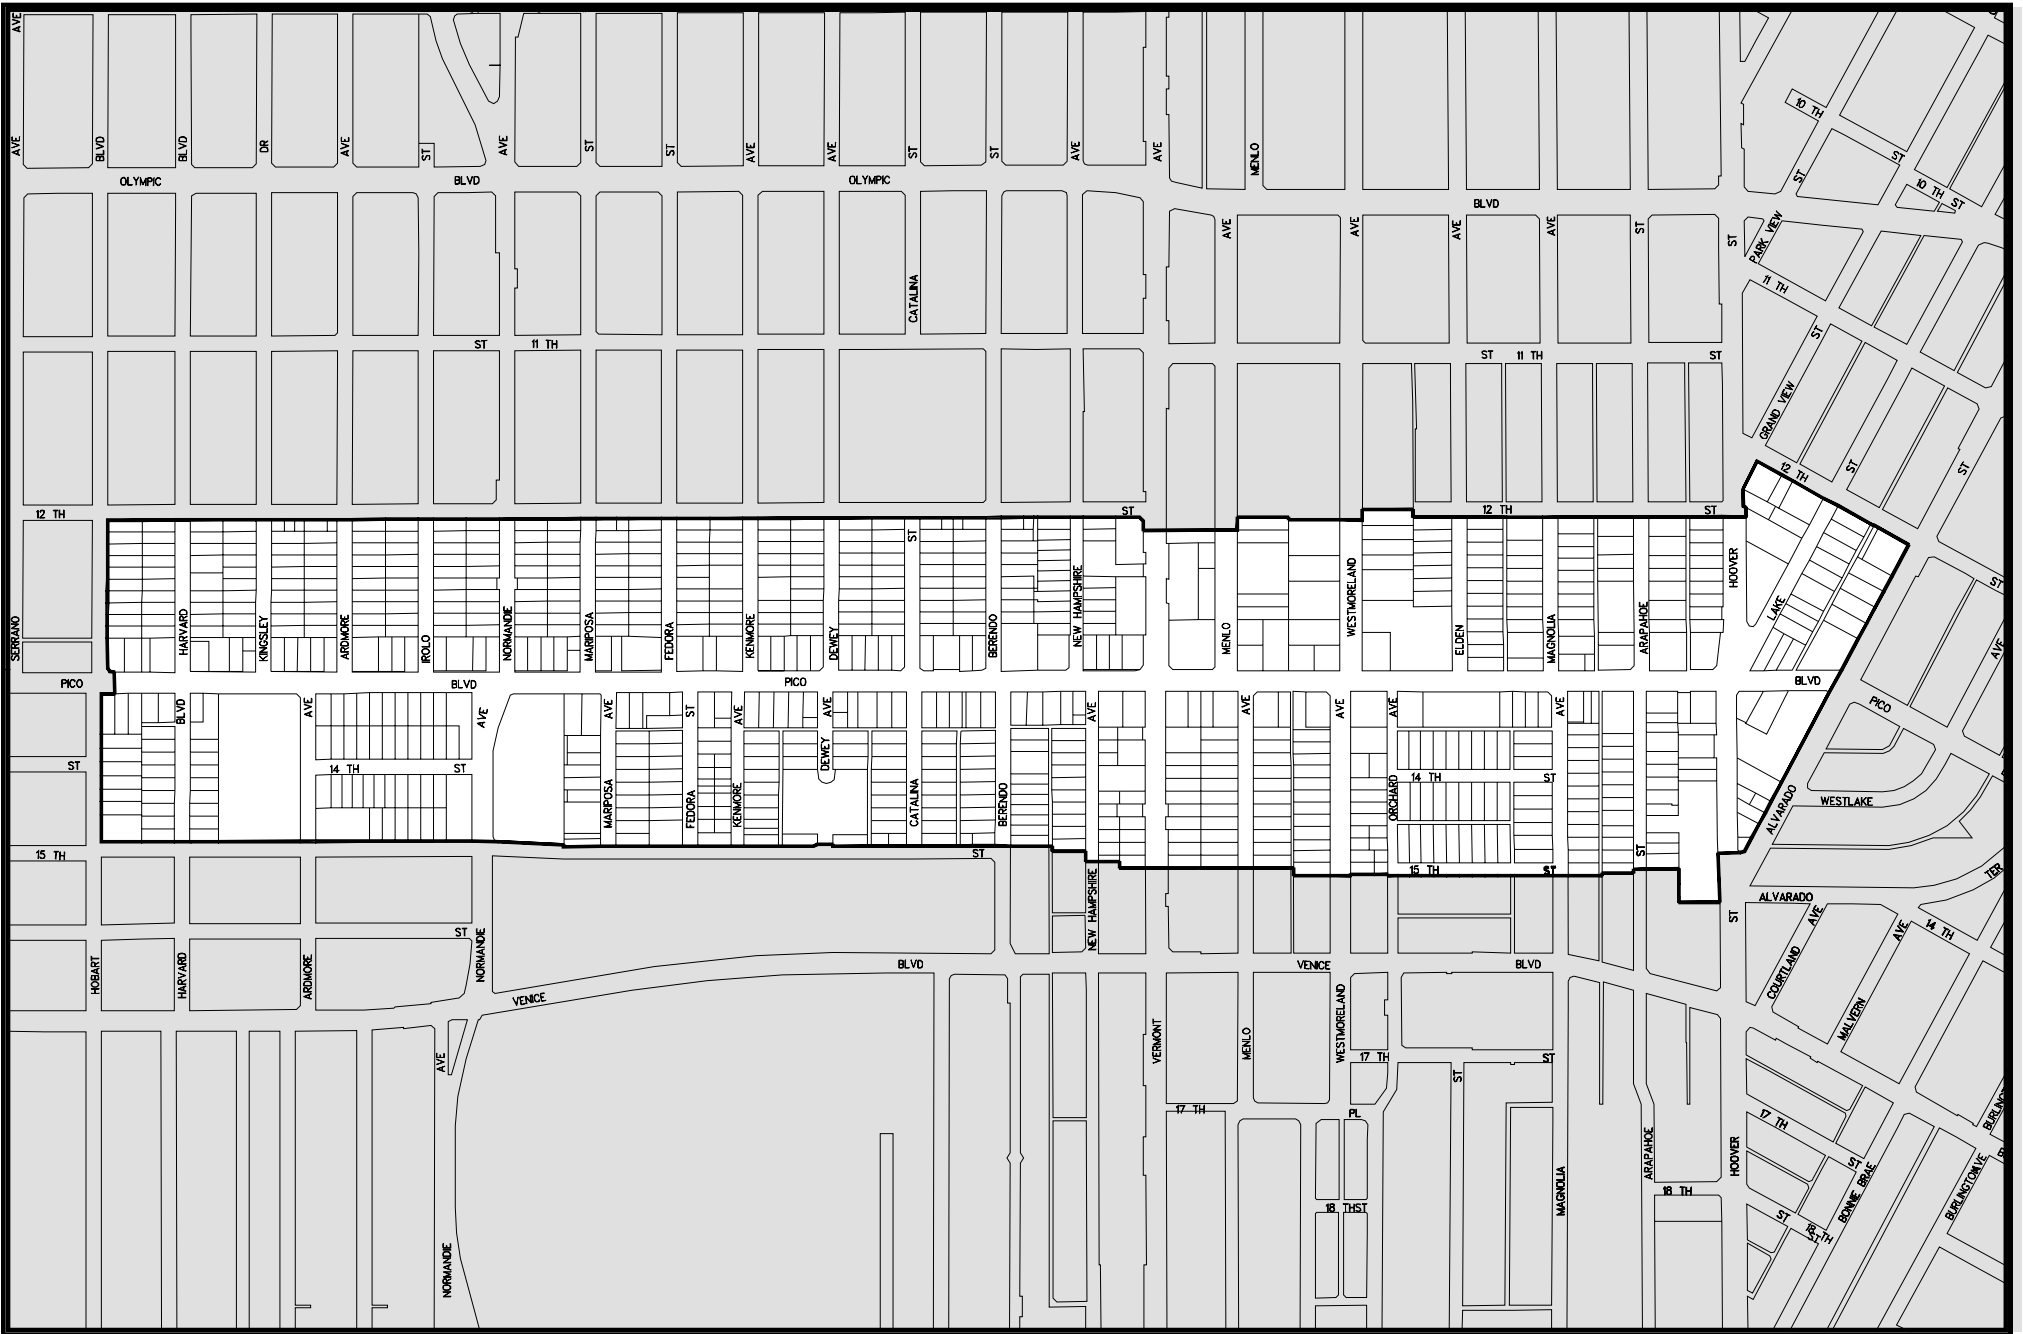 AVE
10 TH
AVE
BLVD
BLVD
DR
AVE
ST
AVE
ST
ST
AVE
AVE
ST
ST
AVE
AVE
MENLO
ST
ST
OLYMPIC
BLVD
OLYMPIC
BLVD
10 TH
ST
AVE
AVE
AVE
AVE
ST
ST
PARK VIEW
CATALINA
11 TH
ST
11 TH
ST
11 TH
ST
ST
GRAND VIEW
12 TH
ST
ST
12 TH
ST
12 TH
ST
ST
HOOVER
ST
SERRANO
HARVARD
KINGSLEY
ARDMORE
IROLO
NORMANDIE
MARIPOSA
FEDORA
KENMORE
DEWEY
BERENDO
NEW HAMPSHIRE
MENLO
WESTMORELAND
ELDEN
MAGNOLIA
ARAPAHOE
LAKE
AVE
PICO
BLVD
PICO
BLVD
PICO
BLVD
AVE
AVE
AVE
ST
AVE
AVE
AVE
AVE
AVE
AVE
AVE
ST
14 TH
ST
DEWEY
14 TH
ST
MARIPOSA
FEDORA
KENMORE
CATALINA
BERENDO
ORCHARD
ALVARADO
WESTLAKE
15 TH
ST
15 TH
ST
ST
TER
NEW HAMPSHIRE
ALVARADO
ST
AVE
AVE
14 TH
ST
HOBART
HARVARD
ARDMORE
NORMANDIE
VENICE
BLVD
VENICE
BLVD
COURTLAND
MALVERN
AVE
VERMONT
MENLO
WESTMORELAND
17 TH
ST
ST
17 TH
PL
17 TH
ST
BURLINGTON
AVE
NORMANDIE
MAGNOLIA
ARAPAHOE
HOOVER
BONNIE BRAE
18 TH
18 TH ST
ST
18 TH
ST